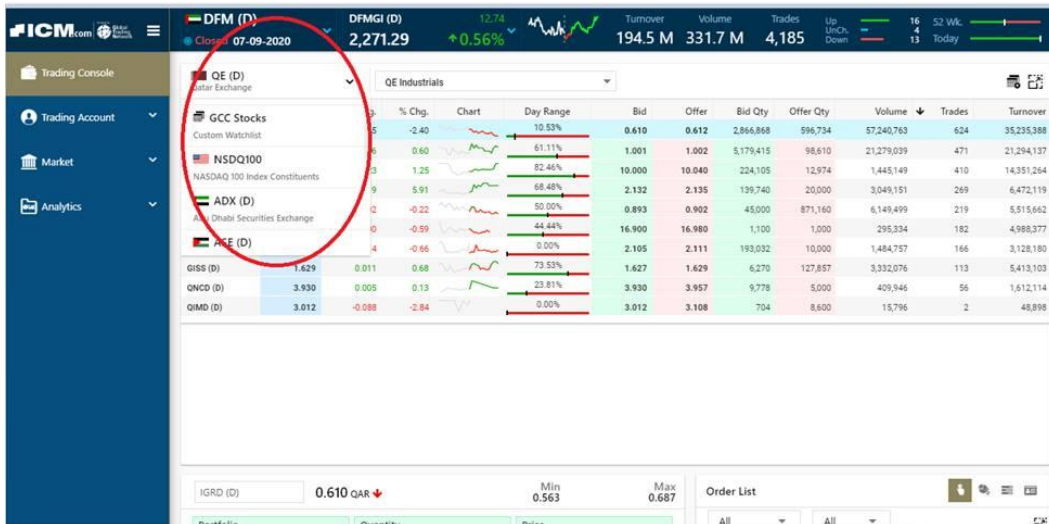 ICM.com Global Trading Network
DFM (D)
Closed 07-09-2020
DFMGI (D) 12.74
2,271.29 0.56%
Turnover Volume Trades
194.5 M 331.7 M 4,185
Up 16
UnCh. 4
Down 13
52 Wk.
Today
Trading Console
Trading Account
Market
Analytics
QE (D)
Qatar Exchange
QE Industrials
GCC Stocks
Custom Watchlist
NSDQ100
NASDAQ 100 Index Constituents
ADX (D)
Abu Dhabi Securities Exchange
ASE (D)
% Chg. Chart Day Range Bid Offer Bid Qty Offer Qty Volume Trades Turnover
-2.40 10.53% 0.610 0.612 2,866,868 596,734 57,240,763 624 35,235,388
0.60 61.11% 1.001 1.002 5,179,415 98,610 21,279,039 471 21,294,137
1.25 82.46% 10.000 10.040 224,105 12,974 1,445,149 410 14,351,264
5.91 68.48% 2.132 2.135 139,740 20,000 3,049,151 269 6,472,119
-0.22 50.00% 0.893 0.902 45,000 871,160 6,149,499 219 5,515,662
-0.59 44.44% 16.900 16.980 1,100 1,000 295,334 182 4,988,377
-0.66 0.00% 2.105 2.111 193,032 10,000 1,484,757 166 3,128,180
GISS (D) 1.629 0.011 0.68 73.53% 1.627 1.629 6,270 127,857 3,332,076 113 5,413,103
QNCD (D) 3.930 0.005 0.13 23.81% 3.930 3.957 9,778 5,000 409,946 56 1,612,114
QIMD (D) 3.012 -0.088 -2.84 0.00% 3.012 3.108 704 8,600 15,796 2 48,898
IGRD (D) 0.610 QAR
Min
0.563
Max
0.687
Order List
Portfolio Quantity Price
All All